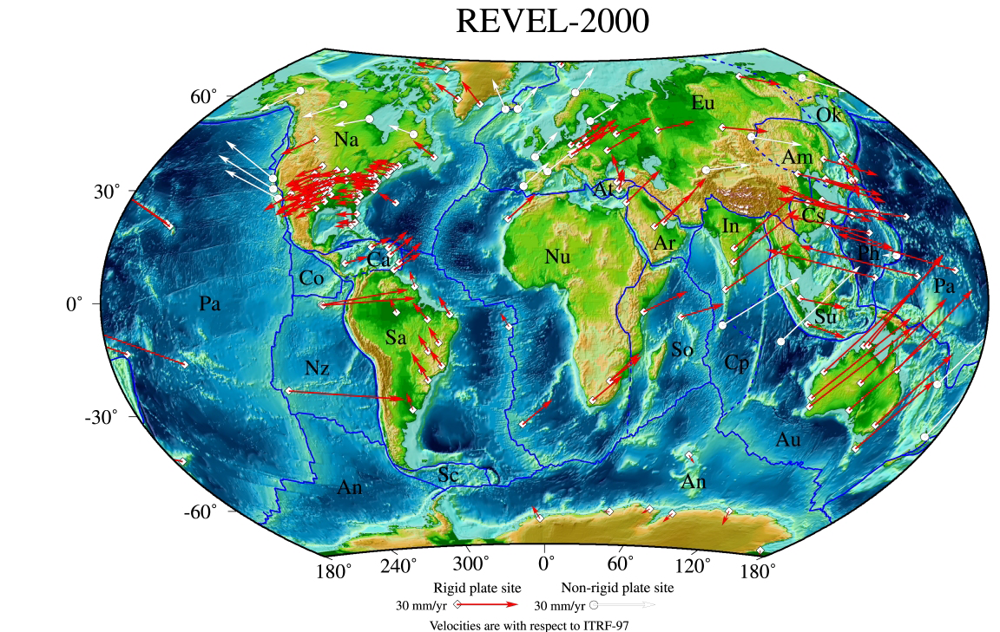 REVEL-2000
60°
Eu
Ok
Na
Am
30°
At
Cs
In
Ar
Nu
Ca
Ph
Co
Pa
0°
Pa
Su
Sa
So
Nz
Cp
-30°
Au
Sc
An
An
-60°
180° 240° 300° 0° 60° 120° 180°
Rigid plate site Non-rigid plate site
30 mm/yr 30 mm/yr
Velocities are with respect to ITRF-97